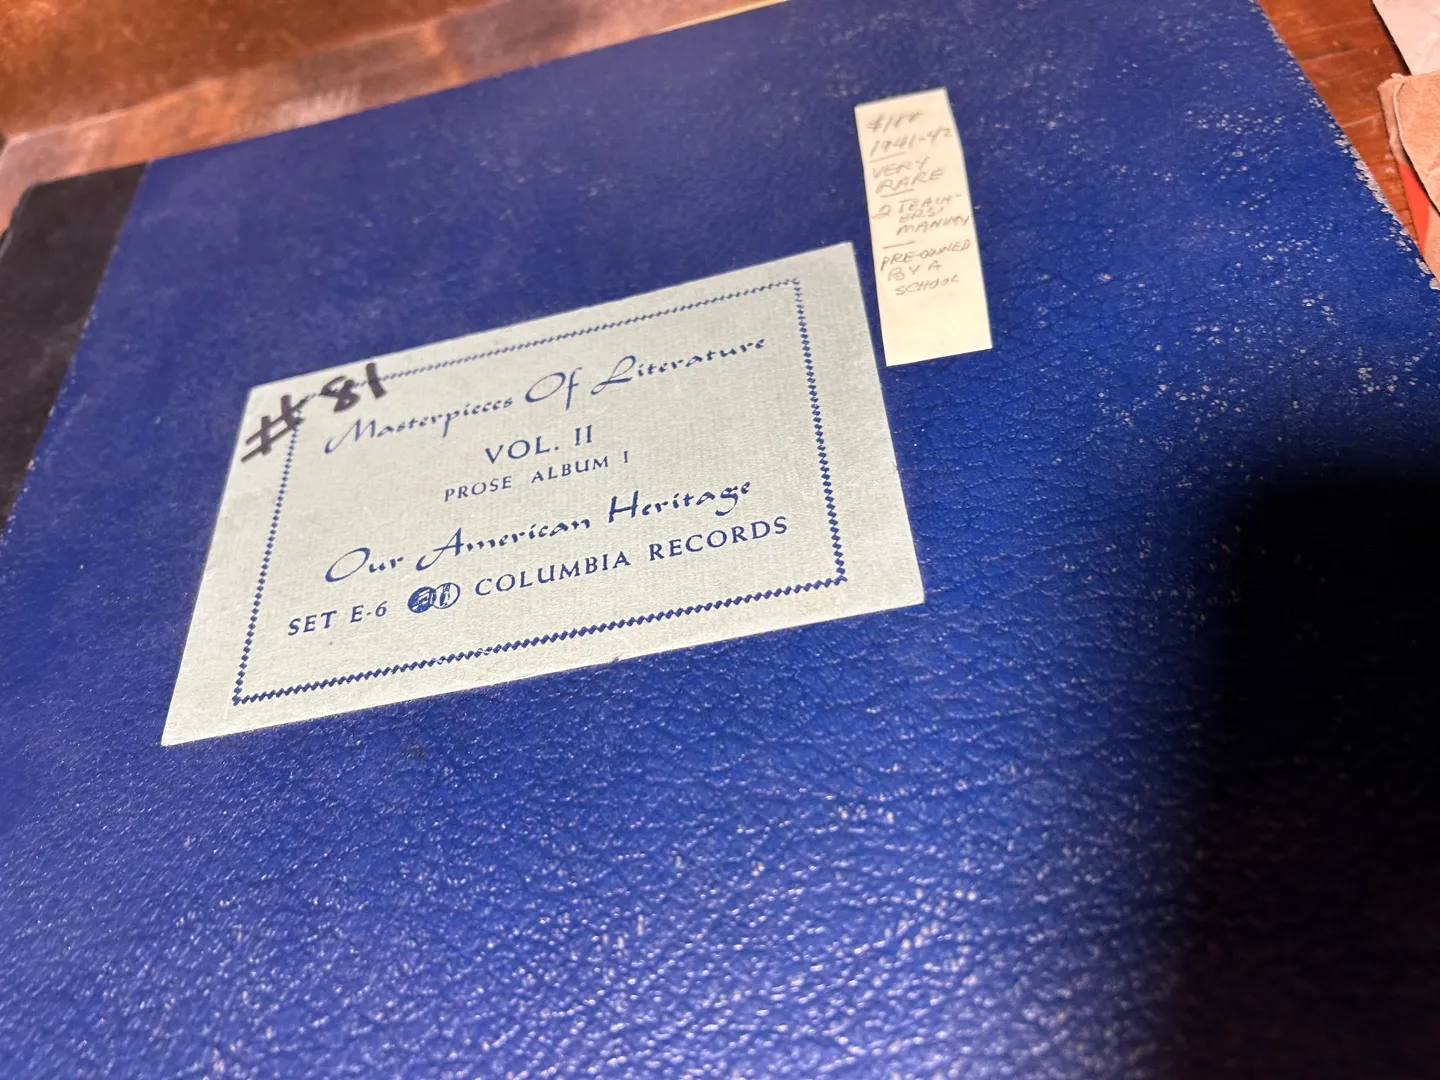 1941-42
VERY
RARE
2 TEACH-
ERS'
MANUAL
PRE-OWNED
BY A
SCHOOL
#81
Masterpieces Of Literature
VOL. II
PROSE ALBUM I
Our American Heritage
SET E-6 COLUMBIA RECORDS